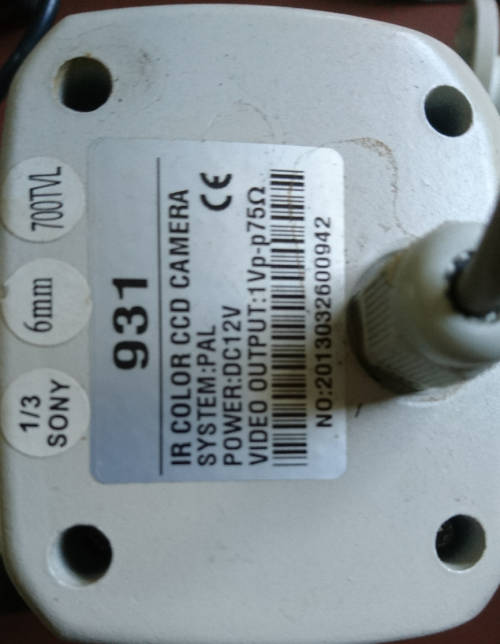 931
IR COLOR CCD CAMERA
SYSTEM:PAL CE
POWER:DC12V
VIDEO OUTPUT:1Vp-p75Ω
NO:2013032600942
1/3
SONY
6mm
700TVL